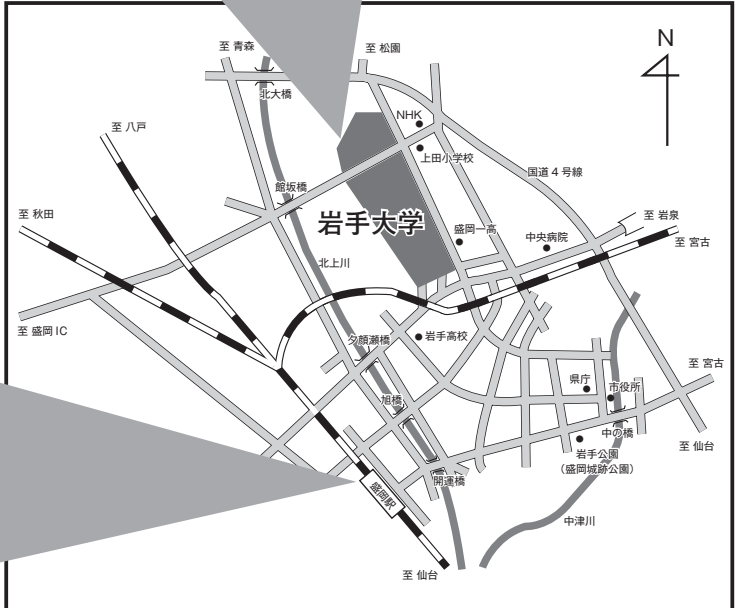 至 青森
至 松園
N
北大橋
NHK
至 八戸
上田小学校
国道４号線
館坂橋
至 秋田
岩手大学
盛岡一高
中央病院
至 岩泉
至 宮古
北上川
至 盛岡IC
夕顔瀬橋
岩手高校
至 宮古
県庁
市役所
旭橋
中の橋
至 仙台
岩手公園
（盛岡城跡公園）
開運橋
盛岡駅
中津川
至 仙台